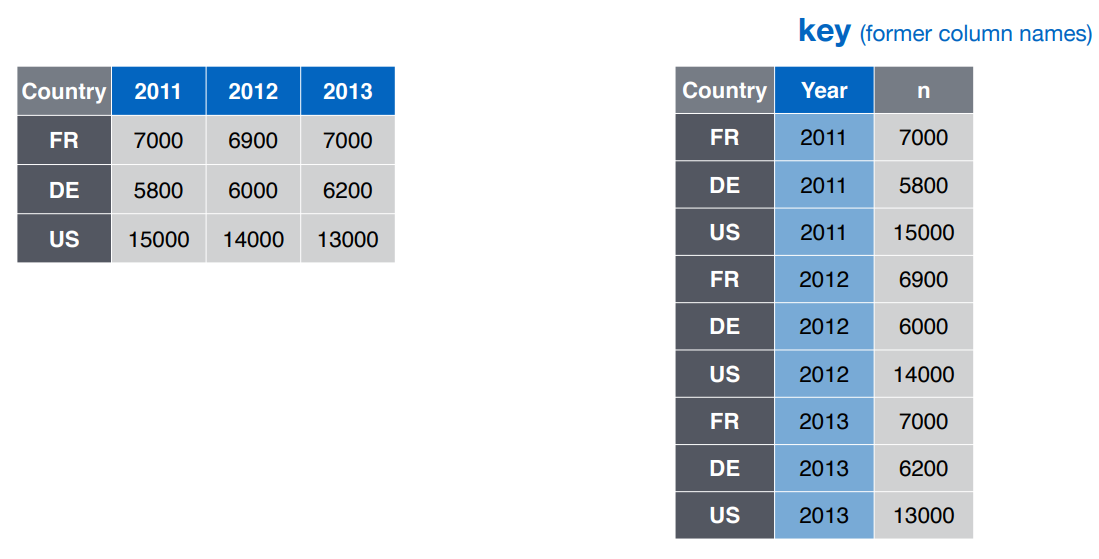 key (former column names)
Country 2011 2012 2013
FR 7000 6900 7000
DE 5800 6000 6200
US 15000 14000 13000
Country Year n
FR 2011 7000
DE 2011 5800
US 2011 15000
FR 2012 6900
DE 2012 6000
US 2012 14000
FR 2013 7000
DE 2013 6200
US 2013 13000